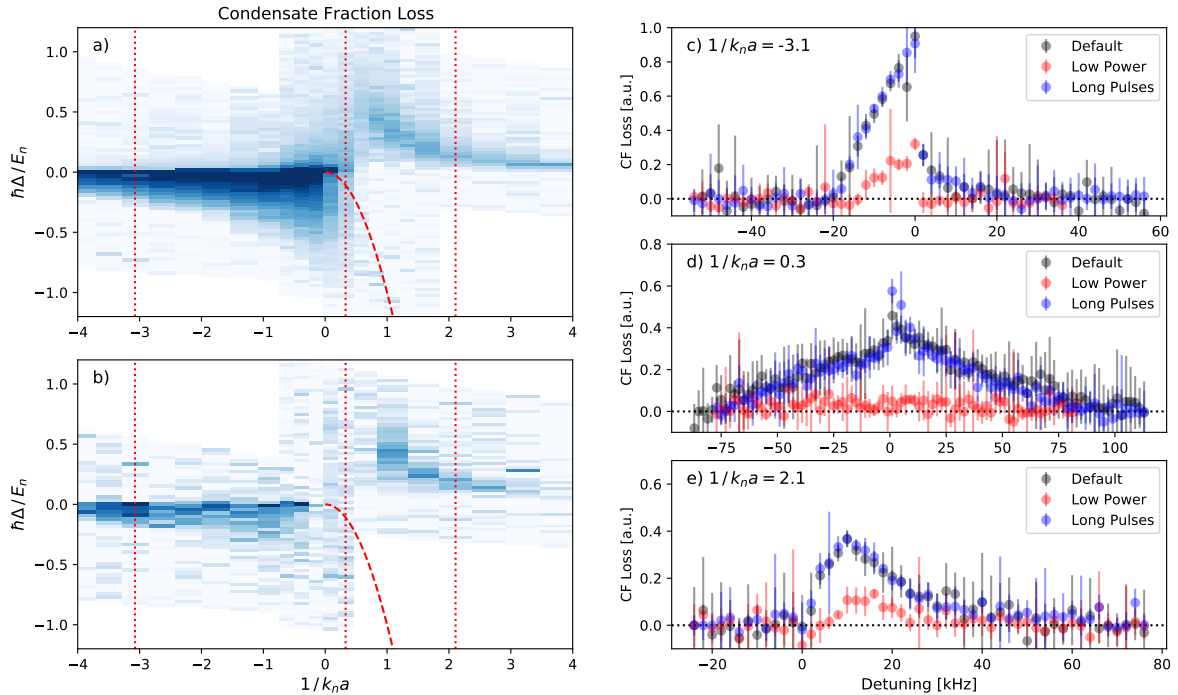 Condensate Fraction Loss
a)
1.0
0.5
0.0
−0.5
−1.0
ħΔ/Eₙ
−4 −3 −2 −1 0 1 2 3 4
b)
1.0
0.5
0.0
−0.5
−1.0
ħΔ/Eₙ
−4 −3 −2 −1 0 1 2 3 4
1/kₙa
c) 1/kₙa = -3.1
Default
Low Power
Long Pulses
1.0
0.8
0.6
0.4
0.2
0.0
CF Loss [a.u.]
−40 −20 0 20 40 60
d) 1/kₙa = 0.3
Default
Low Power
Long Pulses
0.8
0.6
0.4
0.2
0.0
CF Loss [a.u.]
−75 −50 −25 0 25 50 75 100
e) 1/kₙa = 2.1
Default
Low Power
Long Pulses
0.6
0.4
0.2
0.0
CF Loss [a.u.]
−20 0 20 40 60 80
Detuning [kHz]